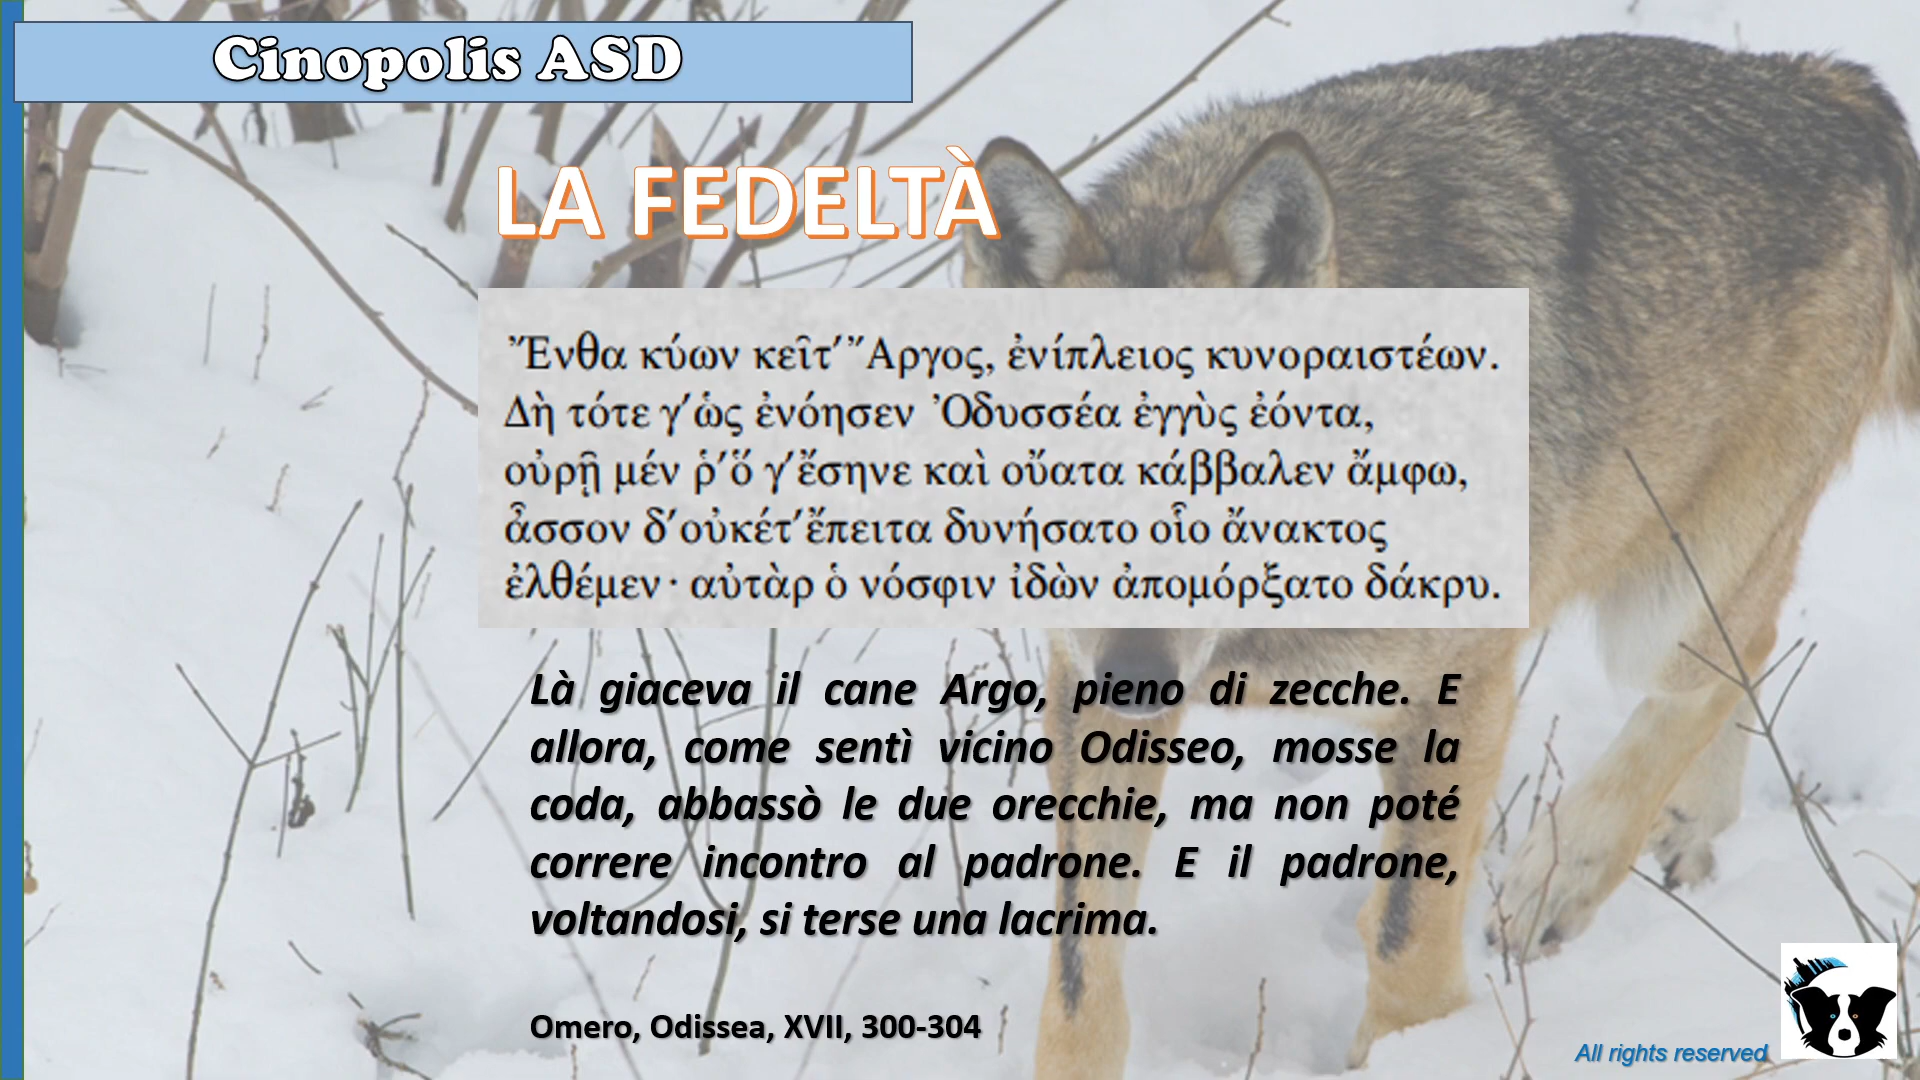 Cinopolis ASD
LA FEDELTÀ
Ἔνθα κύων κεῖτ’ Ἄργος, ἐνίπλειος κυνοραιστέων.
Δὴ τότε γ’ὡς ἐνόησεν Ὀδυσσέα ἐγγὺς ἐόντα,
οὐρῇ μέν ῥ’ὅ γ’ἔσηνε καὶ οὔατα κάββαλεν ἄμφω,
ἆσσον δ’οὐκέτ’ἔπειτα δυνήσατο οἷο ἄνακτος
ἐλθέμεν· αὐτὰρ ὁ νόσφιν ἰδὼν ἀπομόρξατο δάκρυ.
Là giaceva il cane Argo, pieno di zecche. E
allora, come sentì vicino Odisseo, mosse la
coda, abbassò le due orecchie, ma non poté
correre incontro al padrone. E il padrone,
voltandosi, si terse una lacrima.
Omero, Odissea, XVII, 300-304
All rights reserved